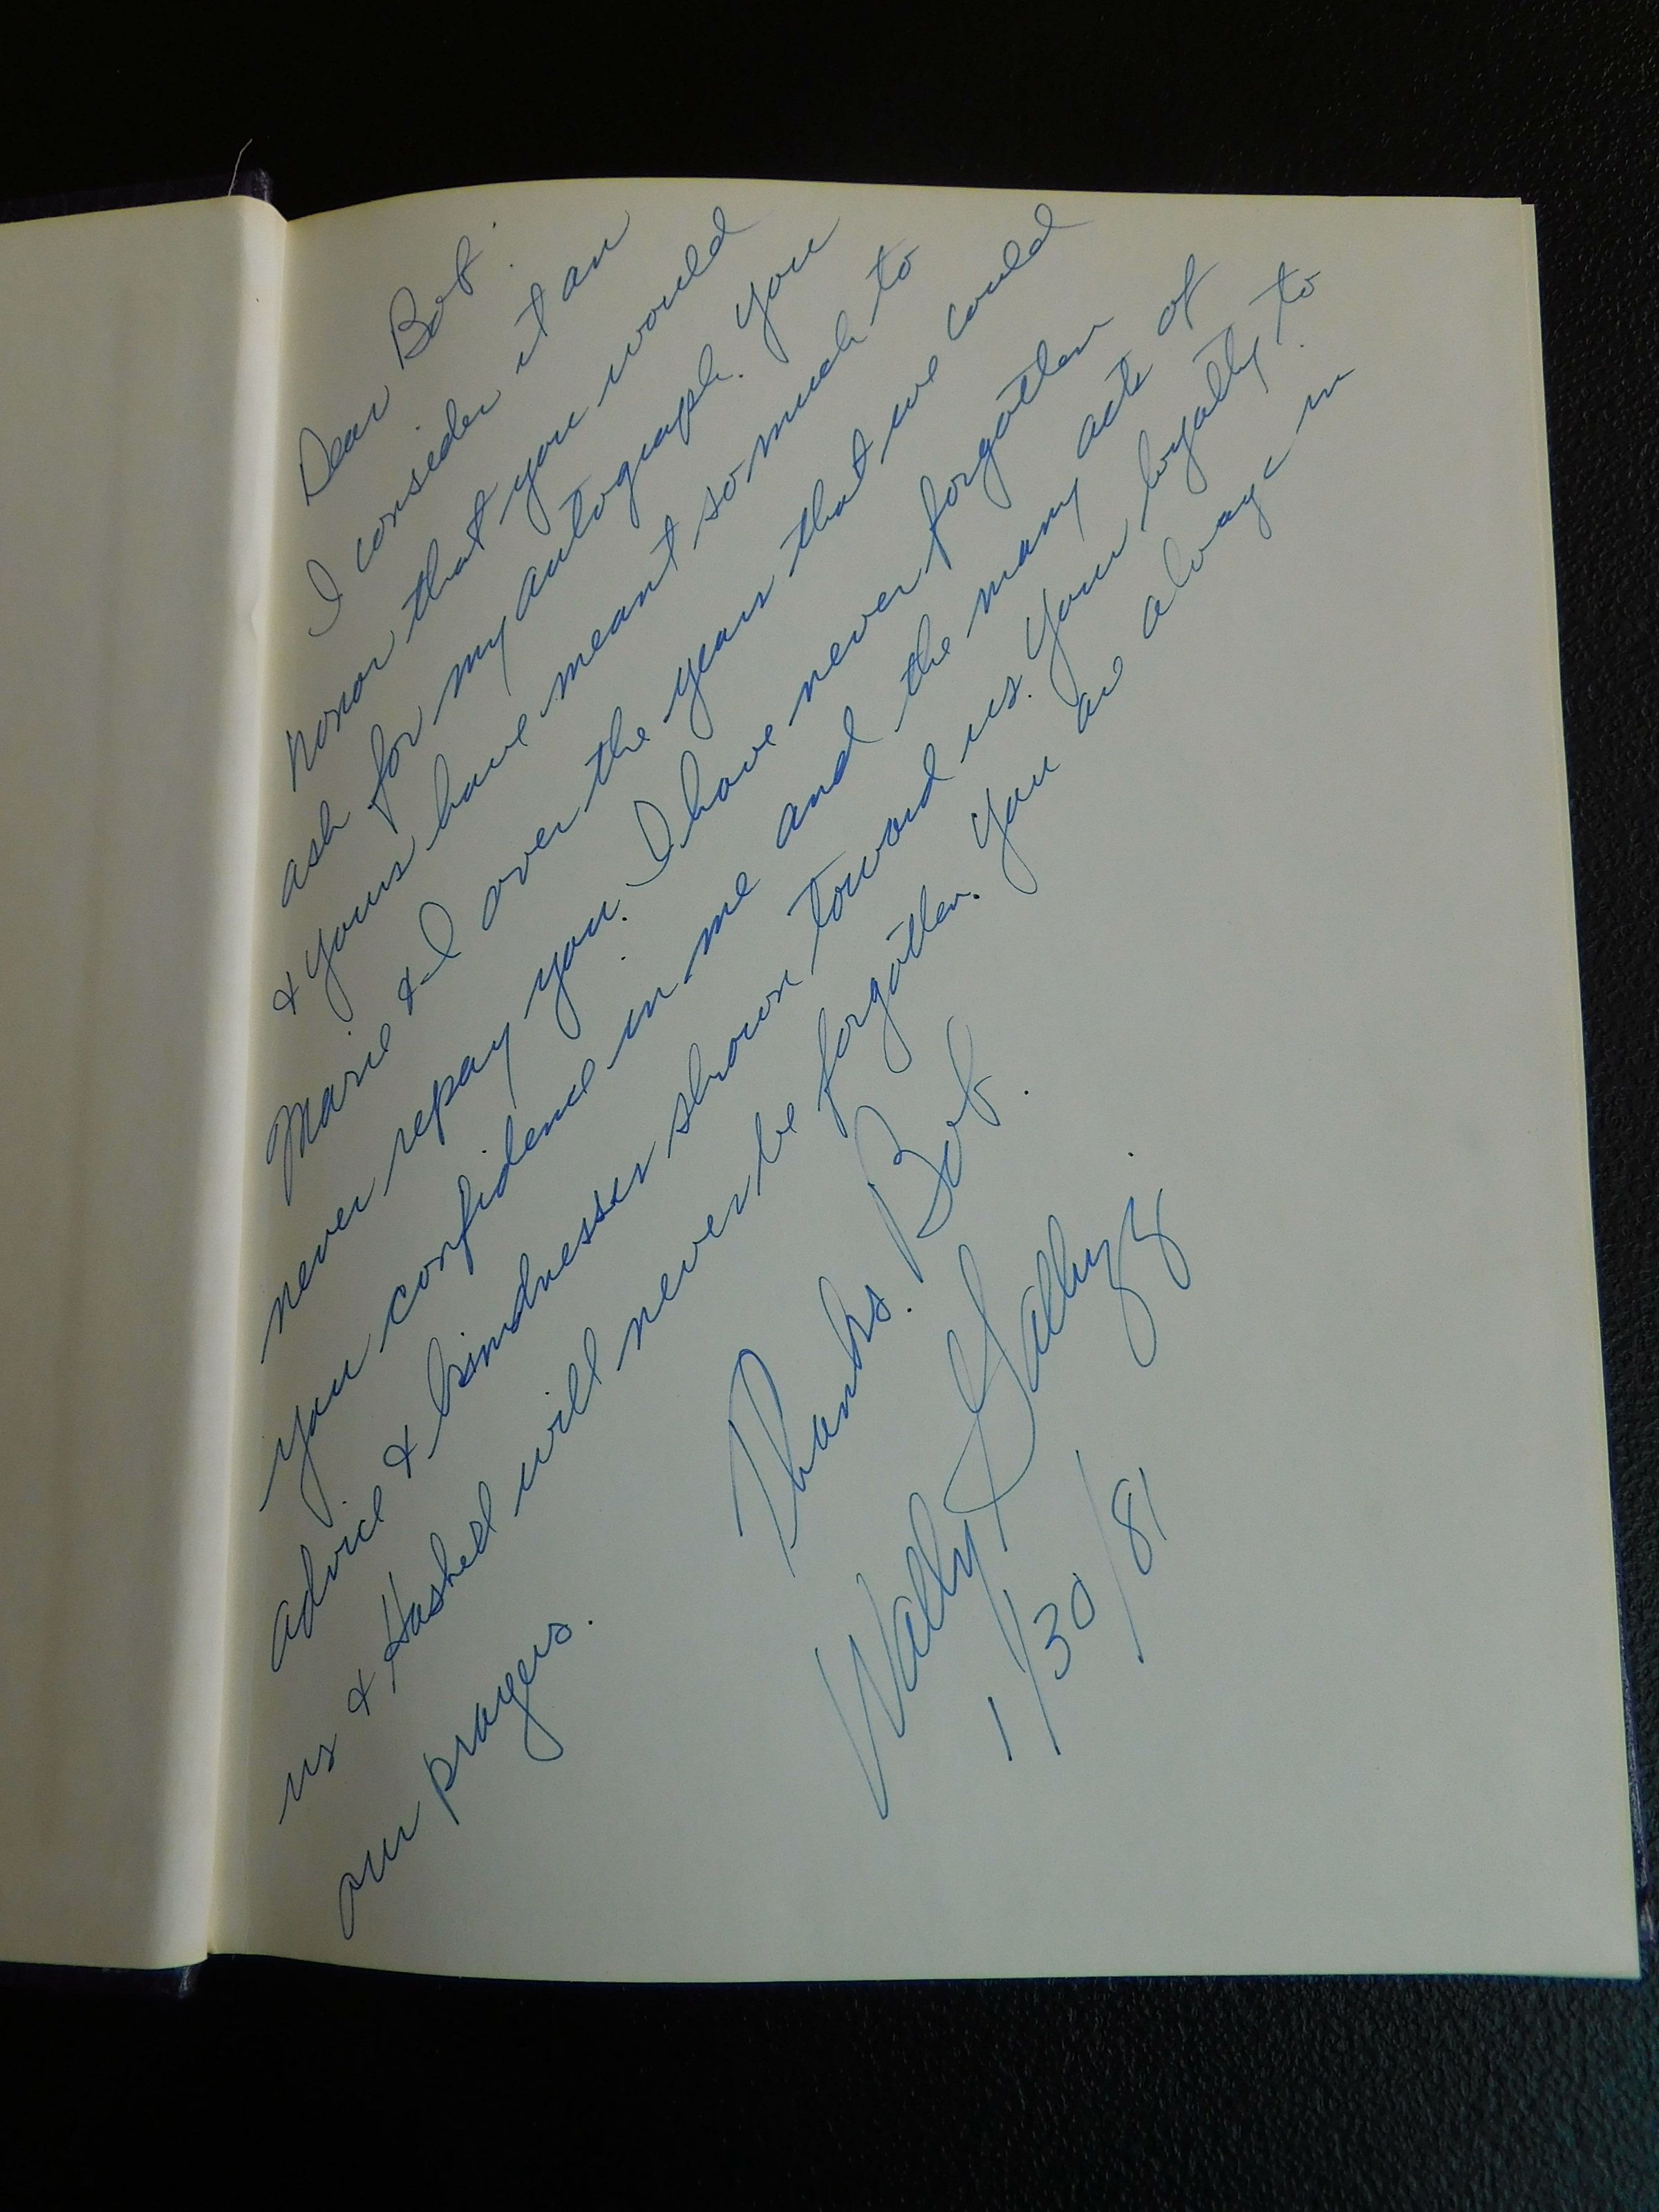 Dear Bob.
I consider it an
honor that you would
ask for my autograph. You
& yours have meant so much to
Marie & I over the years that we could
never repay you. I have never forgotten
you confidence in me and the many acts of
advice & kindnesses shown toward us. Your loyalty to
us & Haskell will never be forgotten. You are always in
our prayers.
Thanks. Bob.
Wally Galluzzi
1/30/81